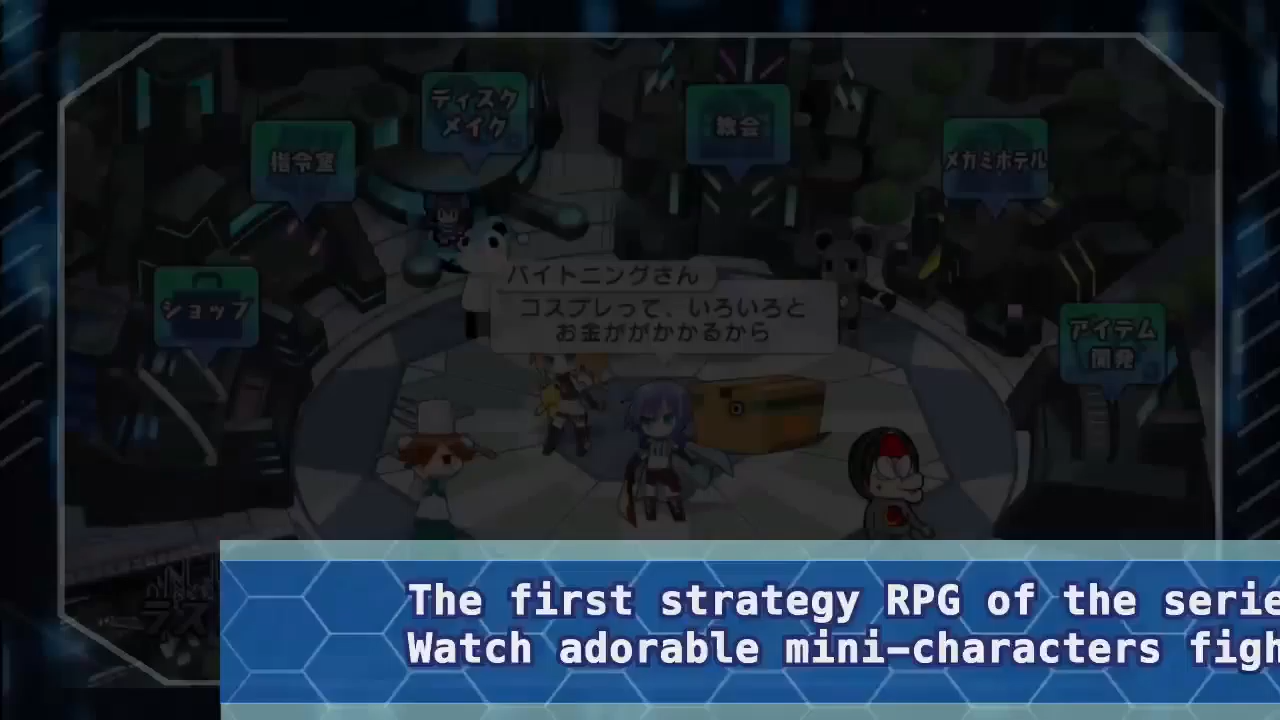 ディスク
メイク
教会
指令室
メガミホテル
バイトニングさん
コスプレって、いろいろと
お金ががかかるから
ショップ
アイテム
開発
The first strategy RPG of the serie
Watch adorable mini-characters figh